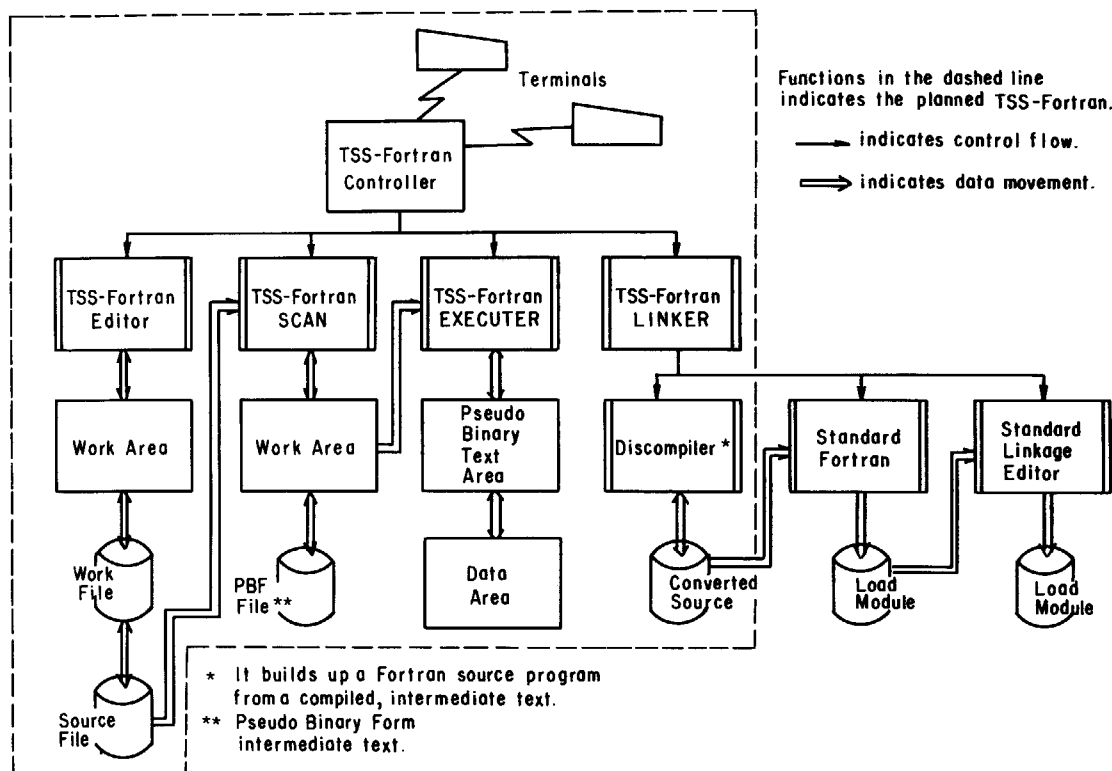 Terminals
Functions in the dashed line
indicates the planned TSS-Fortran.
indicates control flow.
indicates data movement.
TSS-Fortran
Controller
TSS-Fortran
Editor
TSS-Fortran
SCAN
TSS-Fortran
EXECUTER
TSS-Fortran
LINKER
Work Area
Work Area
Pseudo
Binary
Text
Area
Discompiler *
Standard
Fortran
Standard
Linkage
Editor
Work
File
PBF
File **
Data
Area
Converted
Source
Load
Module
Load
Module
Source
File
* It builds up a Fortran source program
from a compiled, intermediate text.
** Pseudo Binary Form
intermediate text.